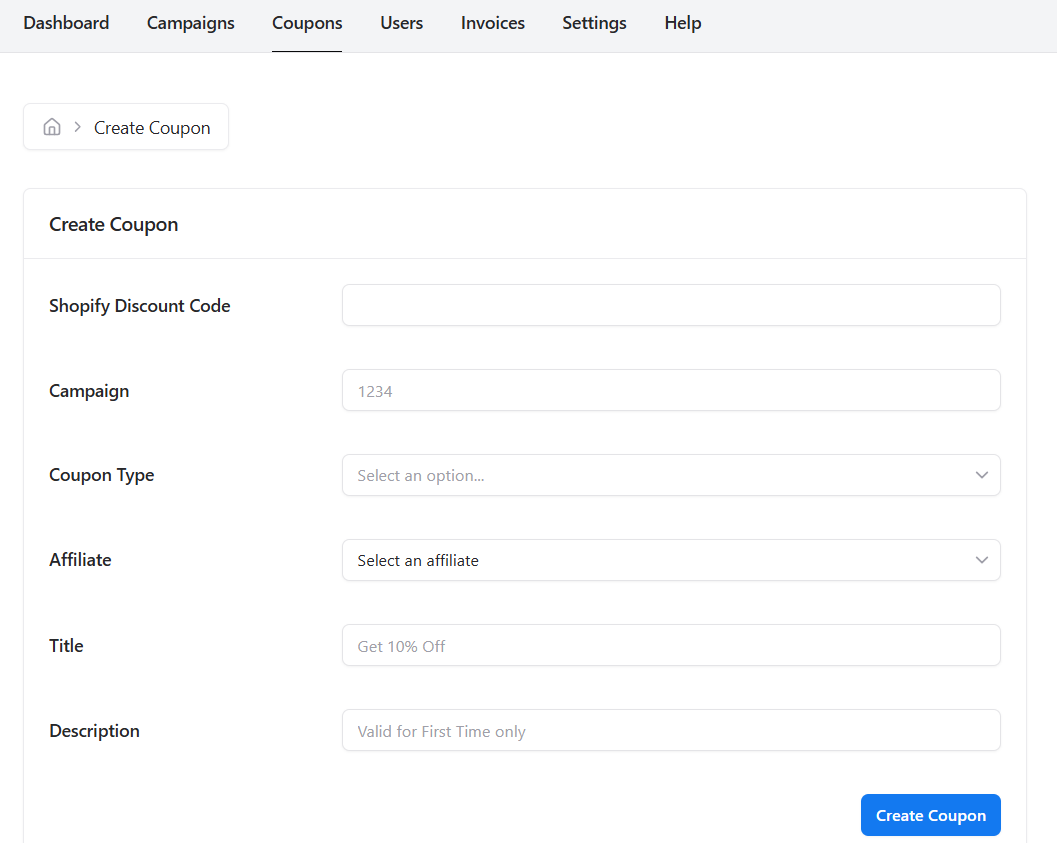 Dashboard Campaigns Coupons Users Invoices Settings Help
Create Coupon
Create Coupon
Shopify Discount Code
Campaign 1234
Coupon Type Select an option...
Affiliate Select an affiliate
Title Get 10% Off
Description Valid for First Time only
Create Coupon